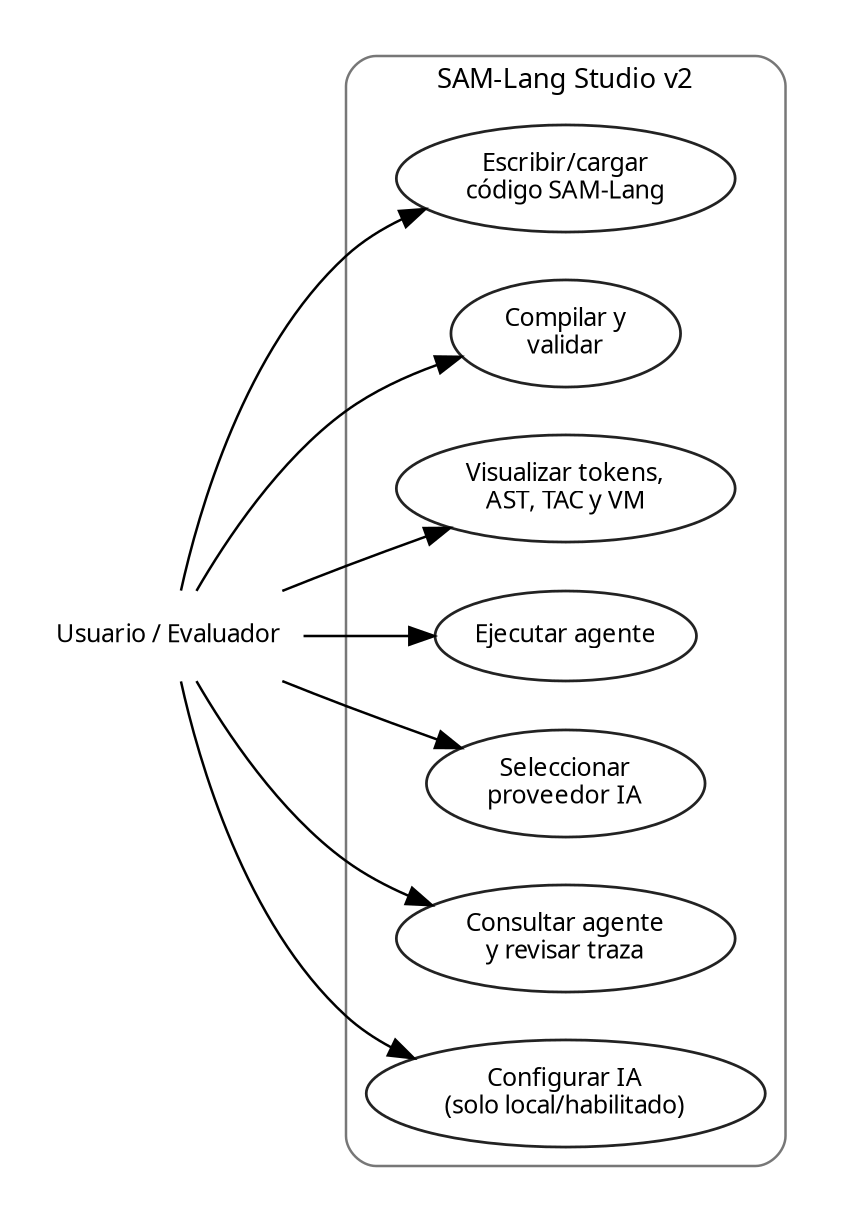 SAM-Lang Studio v2
Escribir/cargar
código SAM-Lang
Compilar y
validar
Visualizar tokens,
AST, TAC y VM
Usuario / Evaluador
Ejecutar agente
Seleccionar
proveedor IA
Consultar agente
y revisar traza
Configurar IA
(solo local/habilitado)